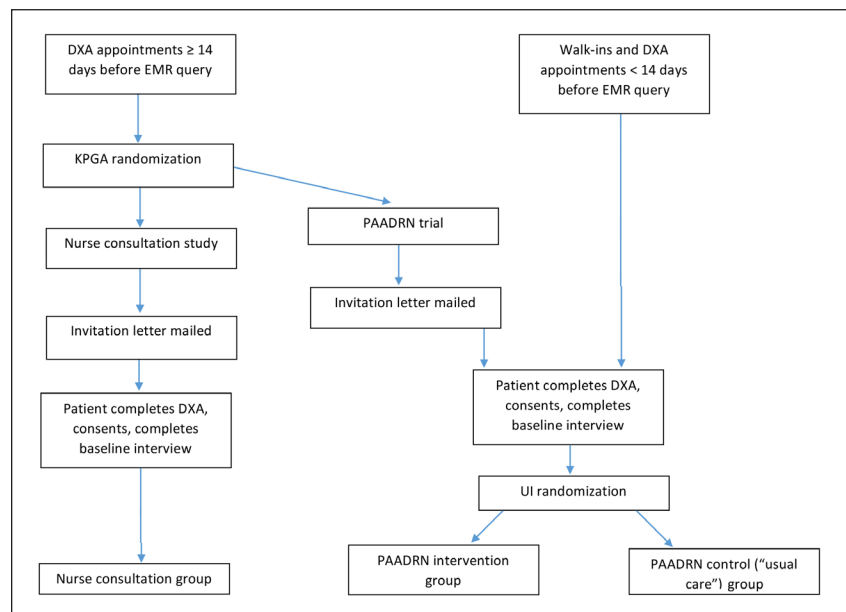 DXA appointments ≥ 14
days before EMR query
Walk-ins and DXA
appointments < 14 days
before EMR query
KPGA randomization
PAADRN trial
Nurse consultation study
Invitation letter mailed
Invitation letter mailed
Patient completes DXA,
consents, completes
baseline interview
Patient completes DXA,
consents, completes
baseline interview
UI randomization
PAADRN intervention
group
PAADRN control (“usual
care”) group
Nurse consultation group